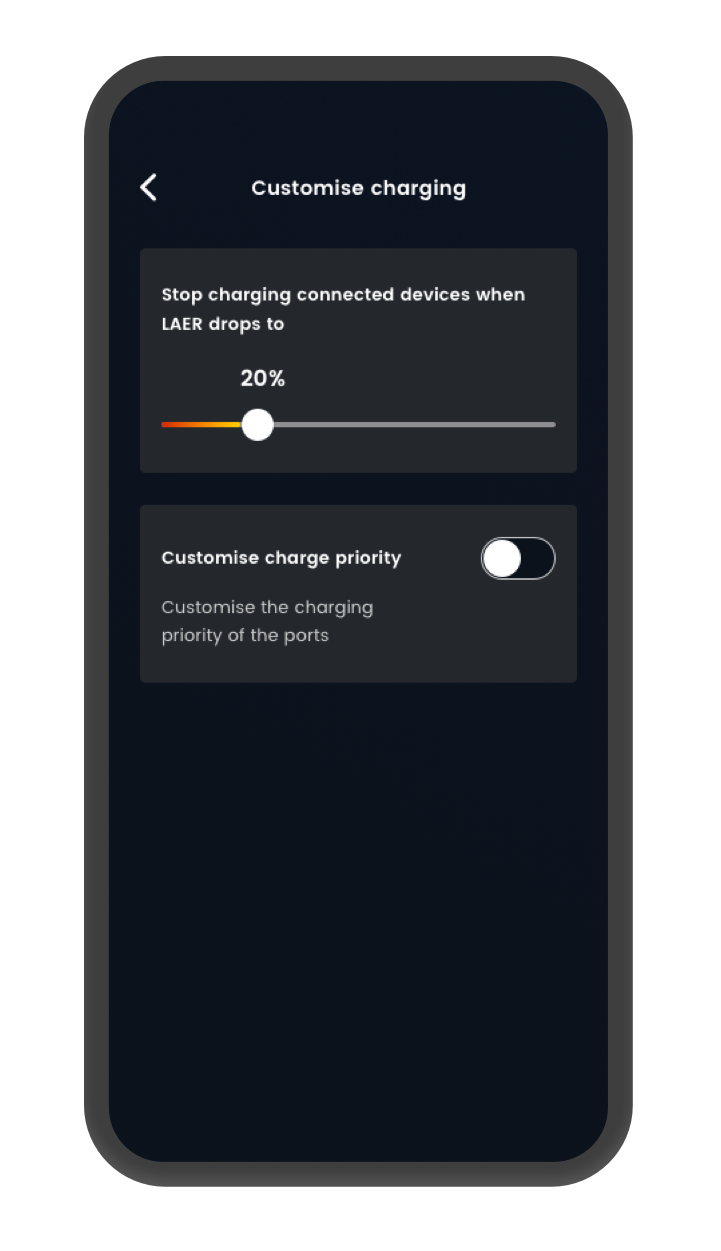 Customise charging
Stop charging connected devices when
LAER drops to
20%
Customise charge priority
Customise the charging
priority of the ports